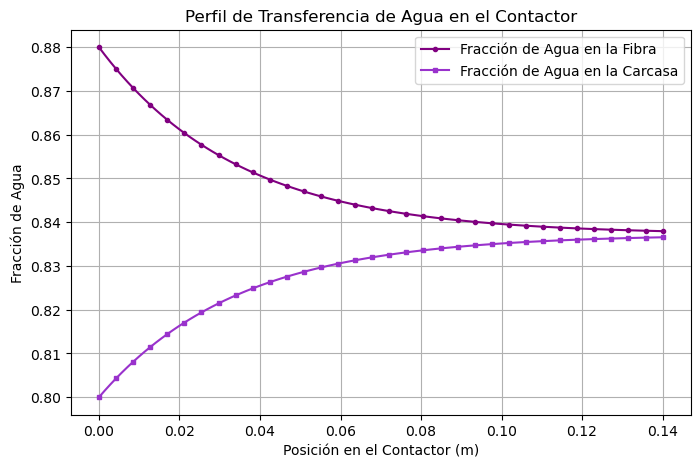 Perfil de Transferencia de Agua en el Contactor
Fracción de Agua en la Fibra
Fracción de Agua en la Carcasa
Fracción de Agua
0.88
0.87
0.86
0.85
0.84
0.83
0.82
0.81
0.80
0.00 0.02 0.04 0.06 0.08 0.10 0.12 0.14
Posición en el Contactor (m)